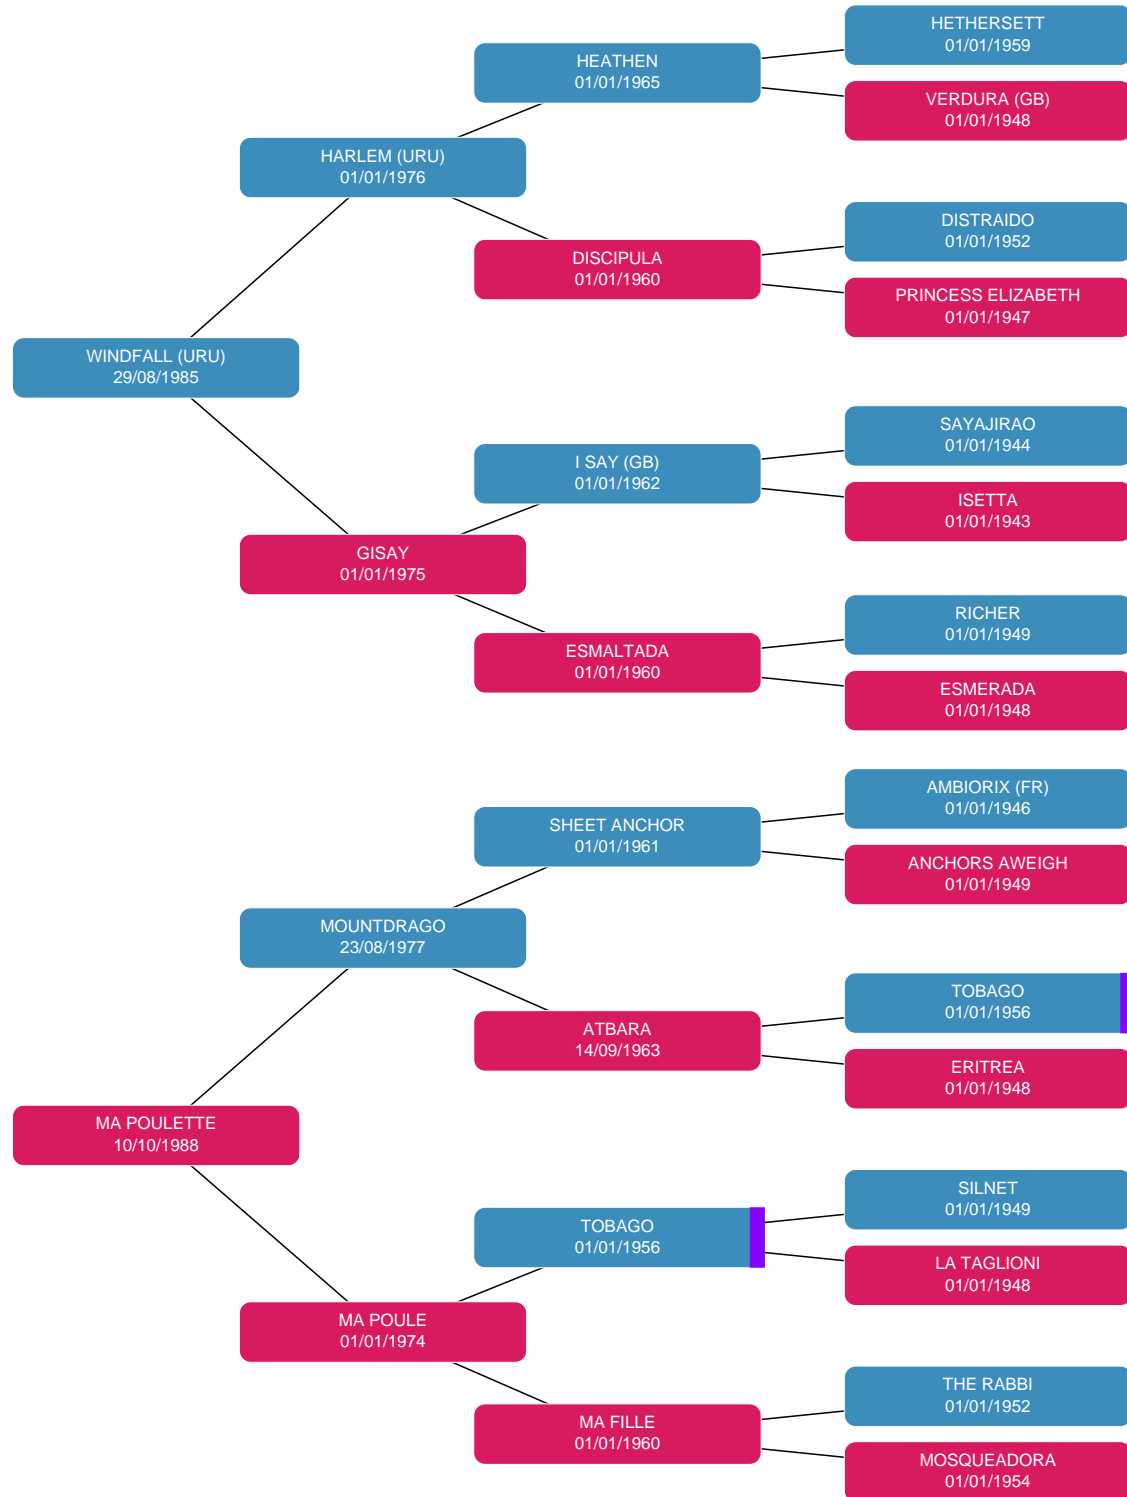 HETHERSETT
01/01/1959
HEATHEN
01/01/1965
VERDURA (GB)
01/01/1948
HARLEM (URU)
01/01/1976
DISTRAIDO
01/01/1952
DISCIPULA
01/01/1960
PRINCESS ELIZABETH
01/01/1947
WINDFALL (URU)
29/08/1985
SAYAJIRAO
01/01/1944
I SAY (GB)
01/01/1962
ISETTA
01/01/1943
GISAY
01/01/1975
RICHER
01/01/1949
ESMALTADA
01/01/1960
ESMERADA
01/01/1948
AMBIORIX (FR)
01/01/1946
SHEET ANCHOR
01/01/1961
ANCHORS AWEIGH
01/01/1949
MOUNTDRAGO
23/08/1977
TOBAGO
01/01/1956
ATBARA
14/09/1963
ERITREA
01/01/1948
MA POULETTE
10/10/1988
SILNET
01/01/1949
TOBAGO
01/01/1956
LA TAGLIONI
01/01/1948
MA POULE
01/01/1974
THE RABBI
01/01/1952
MA FILLE
01/01/1960
MOSQUEADORA
01/01/1954